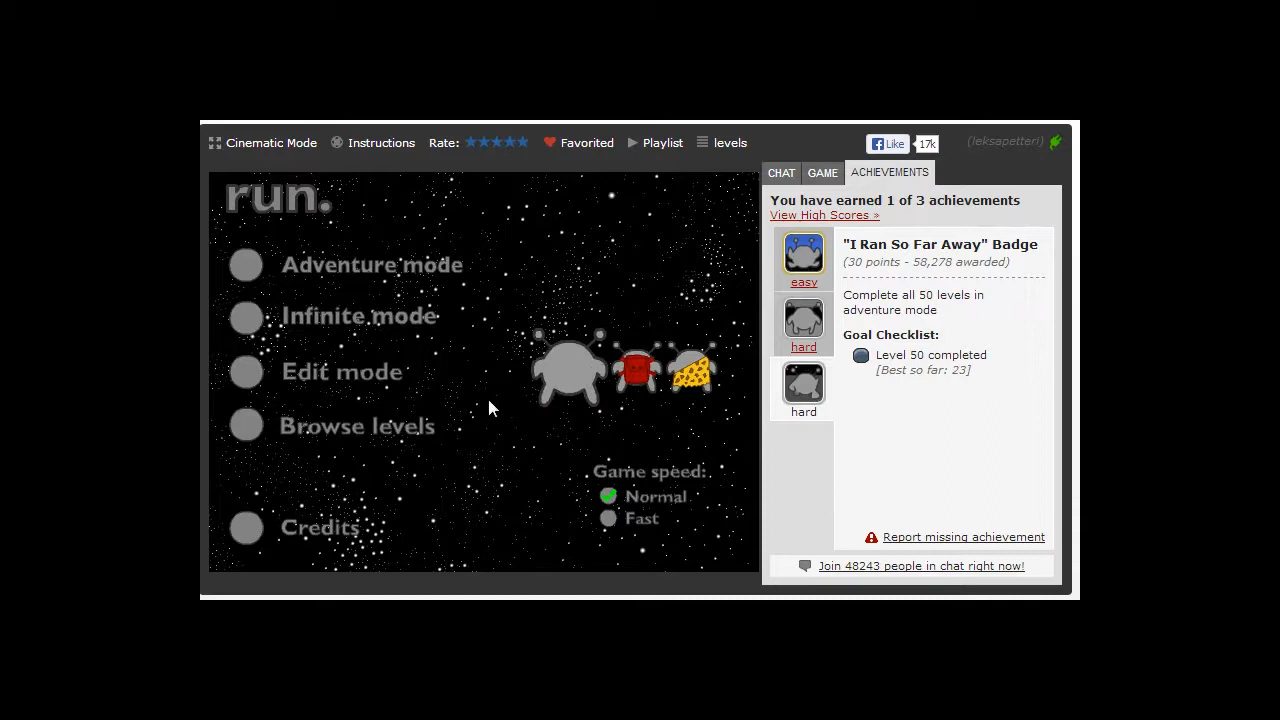 Cinematic Mode Instructions Rate: Favorited Playlist levels Like 17k (leksapetteri)
run.
Adventure mode
Infinite mode
Edit mode
Browse levels
Credits
Game speed:
Normal
Fast
CHAT GAME ACHIEVEMENTS
You have earned 1 of 3 achievements
View High Scores »
easy
hard
hard
"I Ran So Far Away" Badge
(30 points - 58,278 awarded)
Complete all 50 levels in
adventure mode
Goal Checklist:
Level 50 completed
[Best so far: 23]
Report missing achievement
Join 48243 people in chat right now!